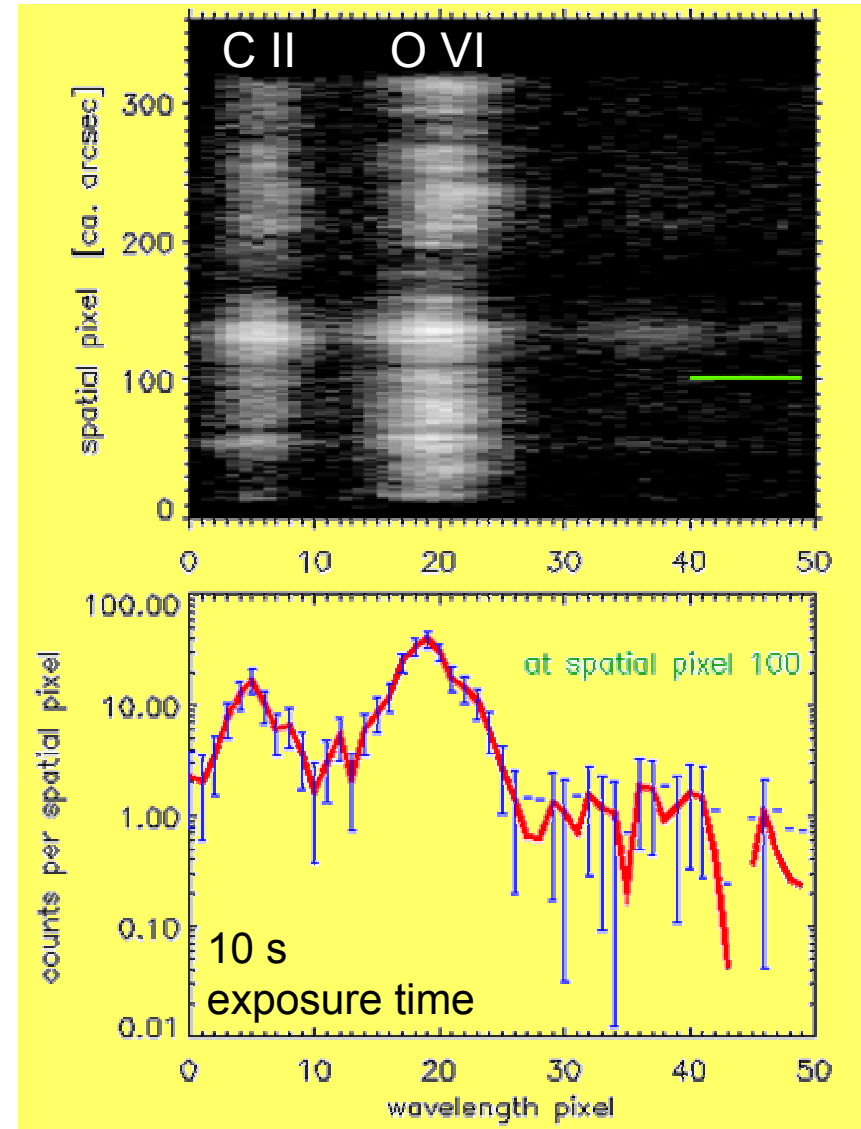 C II
O VI
spatial pixel [ca. arcsec]
300
200
100
0
0 10 20 30 40 50
counts per spatial pixel
100.00
10.00
1.00
0.10
0.01
at spatial pixel 100
10 s
exposure time
0 10 20 30 40 50
wavelength pixel